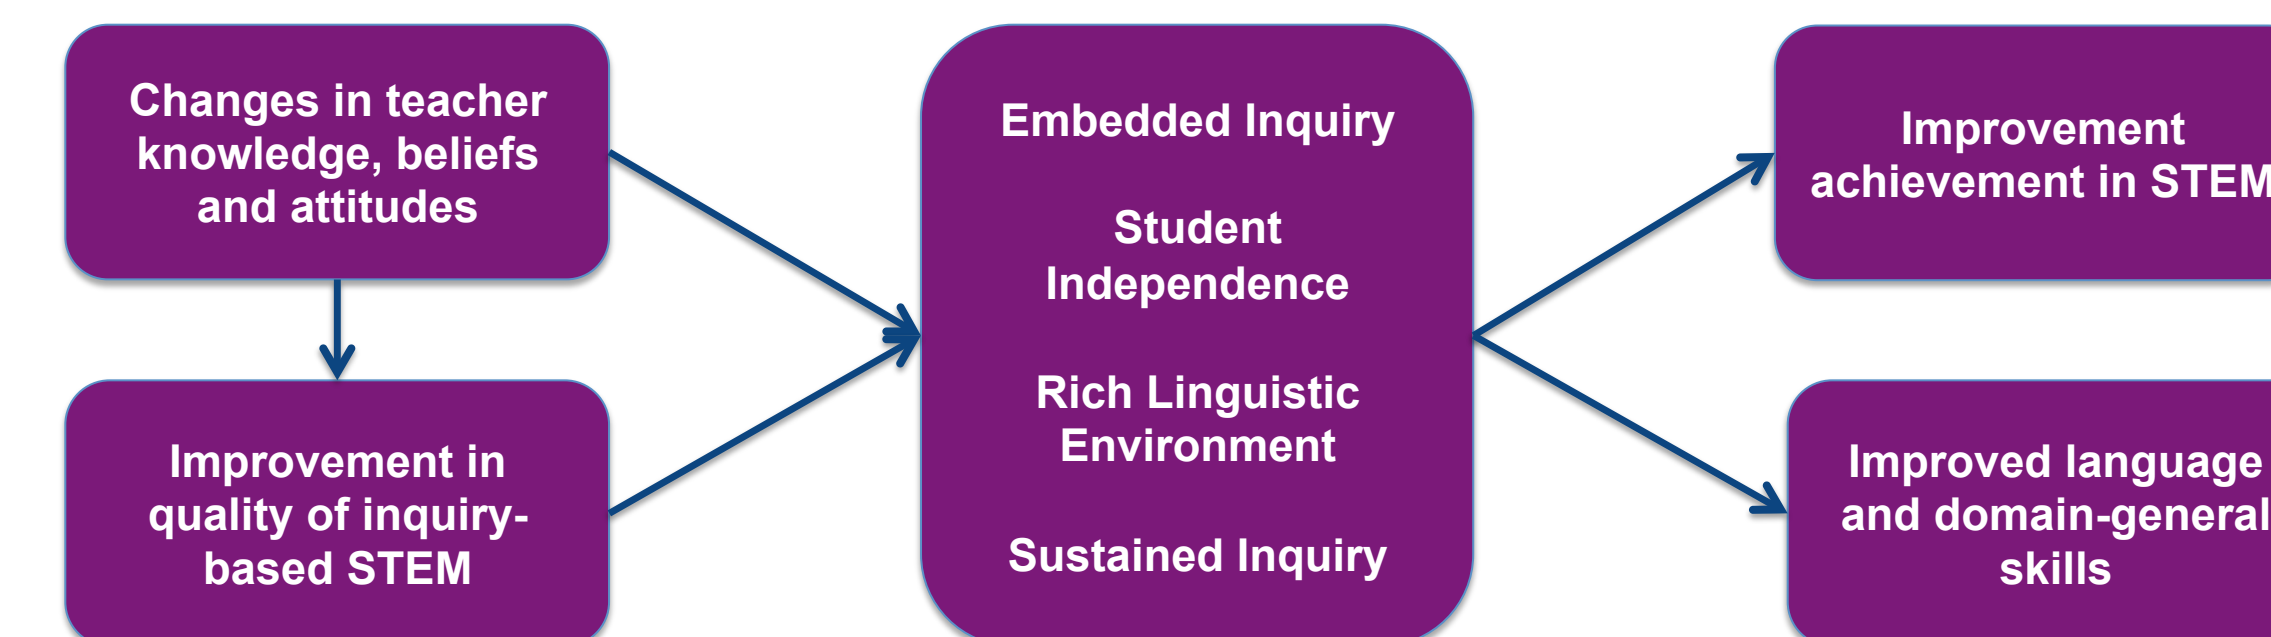 Changes in teacher
knowledge, beliefs
and attitudes
Improvement in
quality of inquiry-
based STEM
Embedded Inquiry
Student
Independence
Rich Linguistic
Environment
Sustained Inquiry
Improvement
achievement in STEM
Improved language
and domain-general
skills